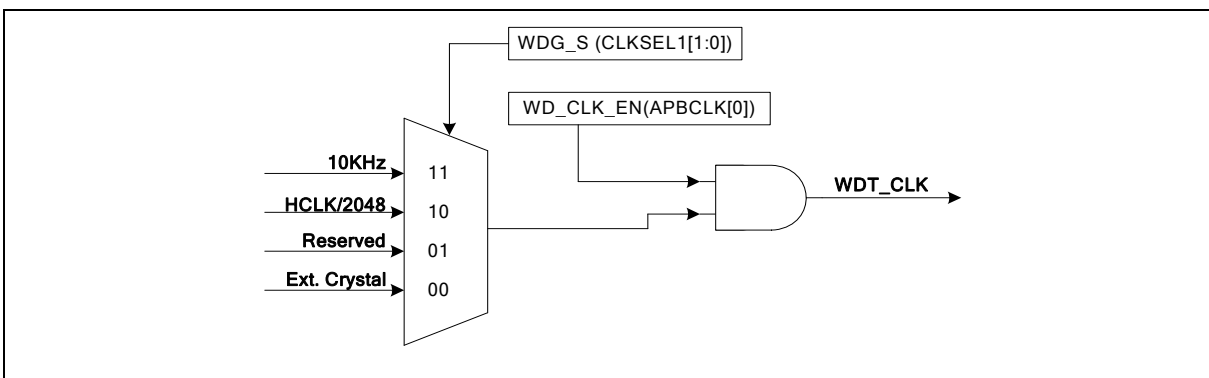 WDG_S (CLKSEL1[1:0])
WD_CLK_EN(APBCLK[0])
10KHz
11
HCLK/2048
10
Reserved
01
Ext. Crystal
00
WDT_CLK